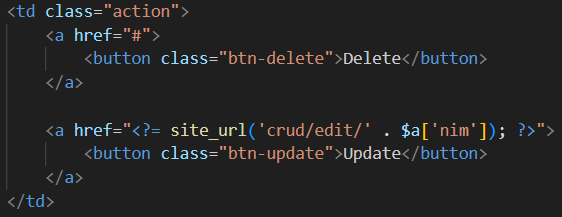 <td class="action">
    <a href="#">
        <button class="btn-delete">Delete</button>
    </a>

    <a href="<?= site_url('crud/edit/' . $a['nim']); ?>">
        <button class="btn-update">Update</button>
    </a>
</td>